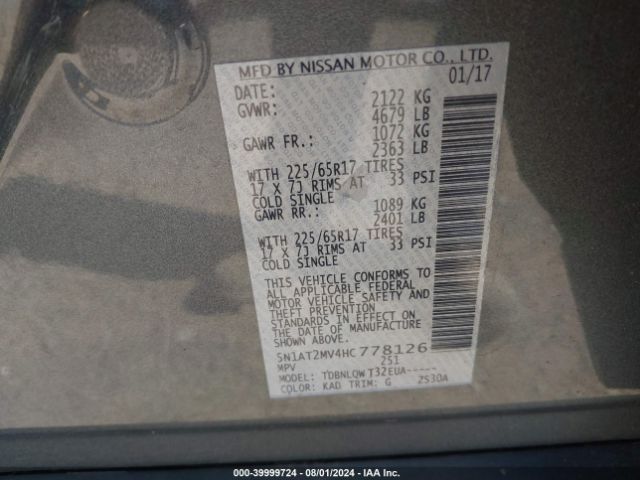 MFD BY NISSAN MOTOR CO., LTD.
DATE: 01/17
GVWR: 2122 KG
4679 LB
GAWR FR.: 1072 KG
2363 LB
WITH 225/65R17 TIRES
17 X 7J RIMS AT 33 PSI
COLD SINGLE
GAWR RR.: 1089 KG
2401 LB
WITH 225/65R17 TIRES
17 X 7J RIMS AT 33 PSI
COLD SINGLE
THIS VEHICLE CONFORMS TO
ALL APPLICABLE FEDERAL
MOTOR VEHICLE SAFETY AND
THEFT PREVENTION
STANDARDS IN EFFECT ON
THE DATE OF MANUFACTURE
SHOWN ABOVE.
5N1AT2MV4HC778126
MPV 251
MODEL: TDBNLQWT32EUA-----
COLOR: KAD TRIM: G 2S30A
000-39999724 - 08/01/2024 - IAA Inc.